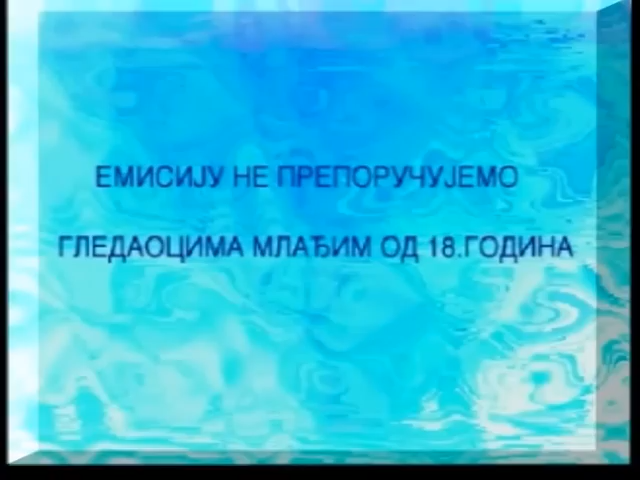 ЕМИСИЈУ НЕ ПРЕПОРУЧУЈЕМО
ГЛЕДАОЦИМА МЛАЂИМ ОД 18.ГОДИНА